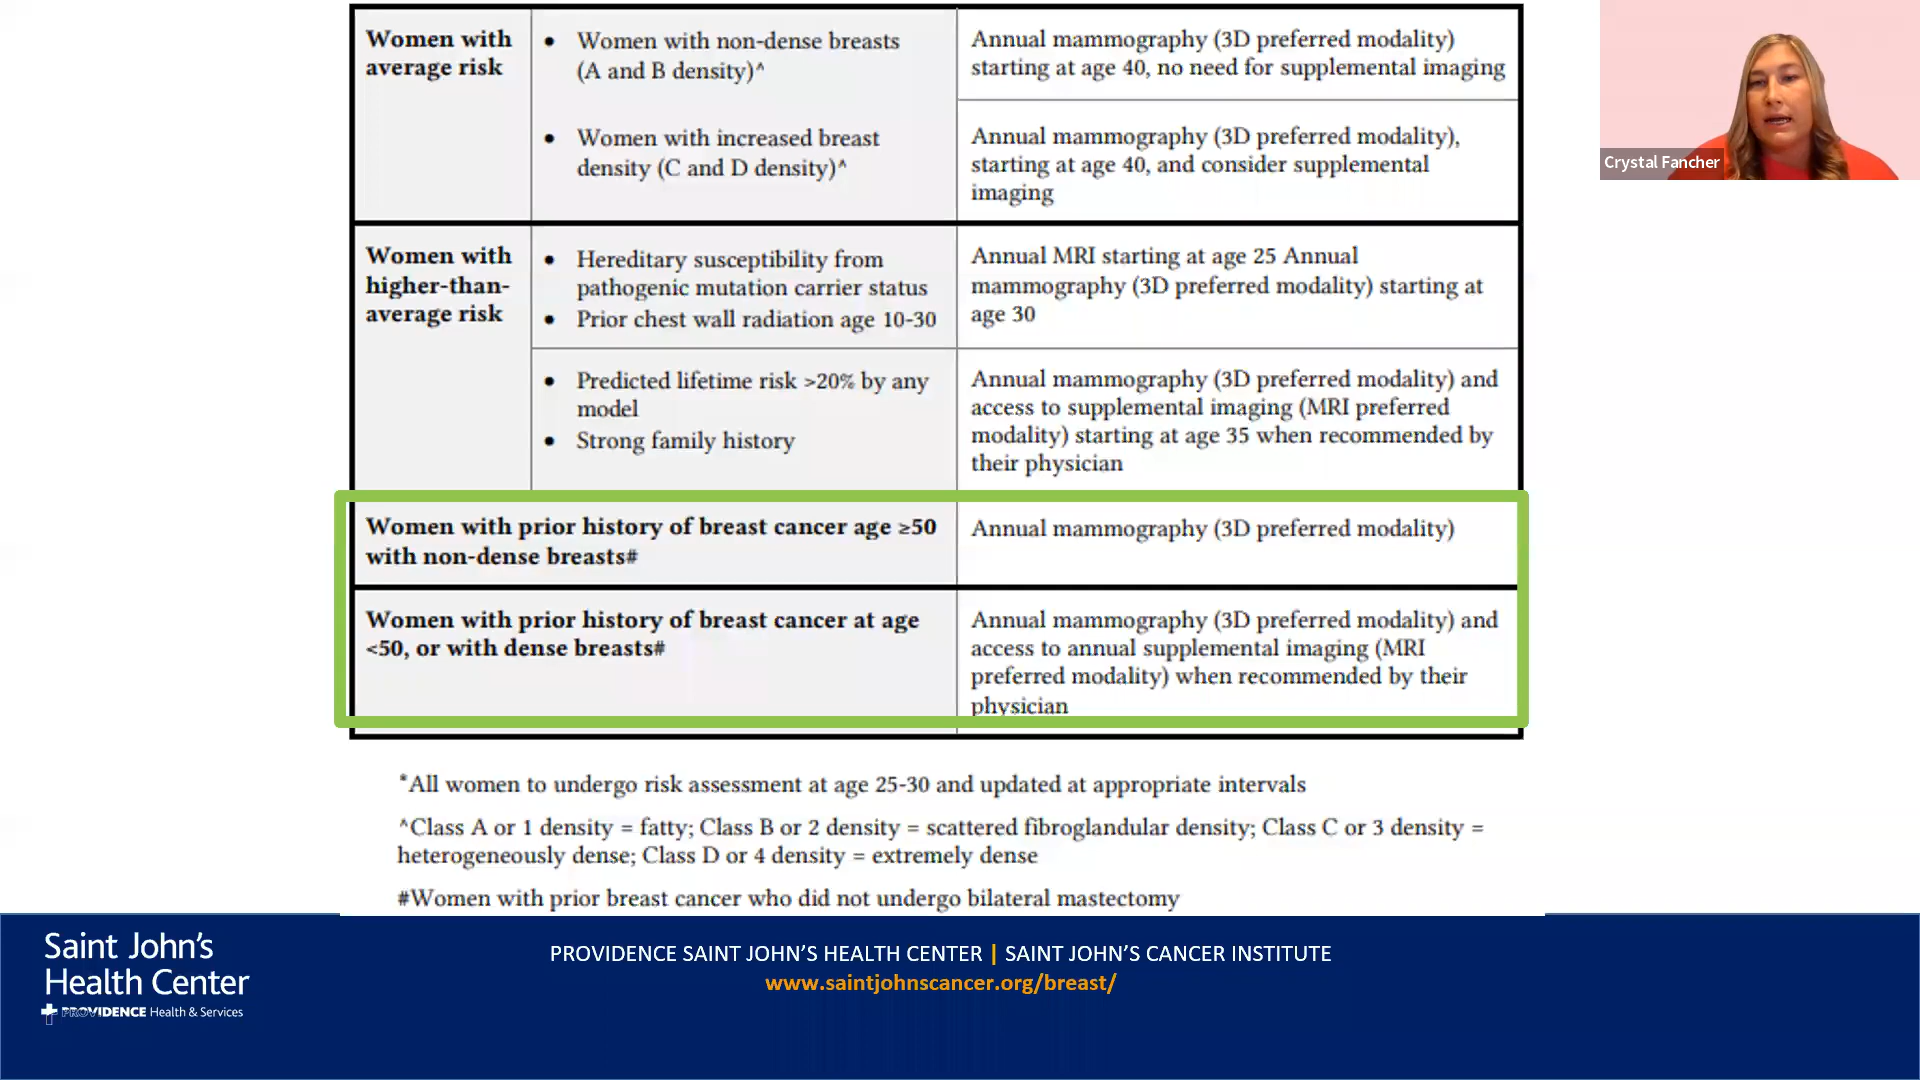 Women with
average risk
• Women with non-dense breasts
(A and B density)^
Annual mammography (3D preferred modality)
starting at age 40, no need for supplemental imaging
• Women with increased breast
density (C and D density)^
Annual mammography (3D preferred modality),
starting at age 40, and consider supplemental
imaging
Women with
higher-than-
average risk
• Hereditary susceptibility from
pathogenic mutation carrier status
• Prior chest wall radiation age 10-30
Annual MRI starting at age 25 Annual
mammography (3D preferred modality) starting at
age 30
• Predicted lifetime risk >20% by any
model
• Strong family history
Annual mammography (3D preferred modality) and
access to supplemental imaging (MRI preferred
modality) starting at age 35 when recommended by
their physician
Women with prior history of breast cancer age ≥50
with non-dense breasts#
Annual mammography (3D preferred modality)
Women with prior history of breast cancer at age
<50, or with dense breasts#
Annual mammography (3D preferred modality) and
access to annual supplemental imaging (MRI
preferred modality) when recommended by their
physician
*All women to undergo risk assessment at age 25-30 and updated at appropriate intervals
^Class A or 1 density = fatty; Class B or 2 density = scattered fibroglandular density; Class C or 3 density =
heterogeneously dense; Class D or 4 density = extremely dense
#Women with prior breast cancer who did not undergo bilateral mastectomy
Crystal Fancher
Saint John's
Health Center
PROVIDENCE Health & Services
PROVIDENCE SAINT JOHN'S HEALTH CENTER | SAINT JOHN'S CANCER INSTITUTE
www.saintjohnscancer.org/breast/